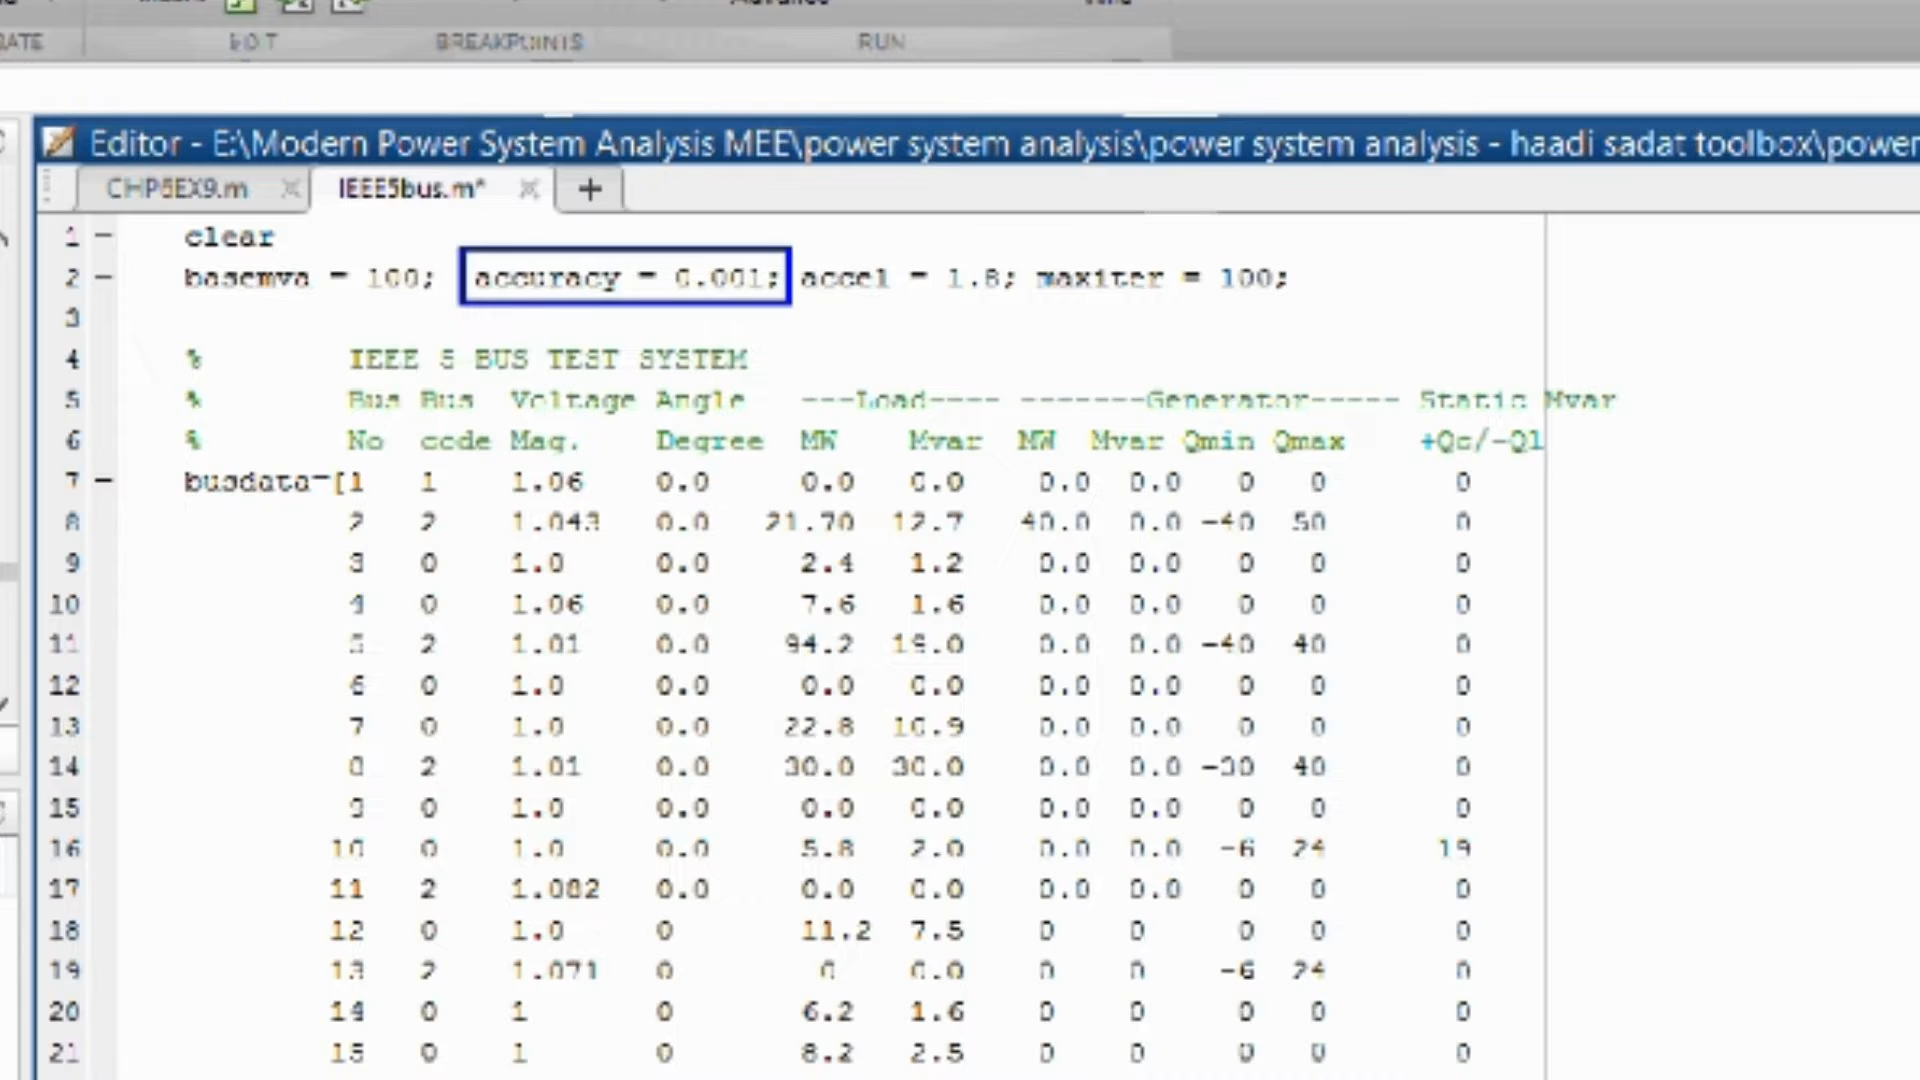 EDIT BREAKPOINTS RUN
Editor - E:\Modern Power System Analysis MEE\power system analysis\power system analysis - haadi sadat toolbox\power
CHP6EX9.m IEEE5bus.m* +
1 - clear
2 - basemva = 100; accuracy = 0.001; accel = 1.8; maxiter = 100;
3
4 % IEEE 5 BUS TEST SYSTEM
5 % Bus Bus Voltage Angle ---Load---- -------Generator----- Static Mvar
6 % No code Mag. Degree MW Mvar MW Mvar Qmin Qmax +Qc/-Ql
7 - busdata=[1 1 1.06 0.0 0.0 0.0 0.0 0.0 0 0 0
8 2 2 1.043 0.0 21.70 12.7 40.0 0.0 -40 50 0
9 3 0 1.0 0.0 2.4 1.2 0.0 0.0 0 0 0
10 4 0 1.06 0.0 7.6 1.6 0.0 0.0 0 0 0
11 5 2 1.01 0.0 94.2 19.0 0.0 0.0 -40 40 0
12 6 0 1.0 0.0 0.0 0.0 0.0 0.0 0 0 0
13 7 0 1.0 0.0 22.8 10.9 0.0 0.0 0 0 0
14 8 2 1.01 0.0 30.0 30.0 0.0 0.0 -30 40 0
15 9 0 1.0 0.0 0.0 0.0 0.0 0.0 0 0 0
16 10 0 1.0 0.0 5.8 2.0 0.0 0.0 -6 24 19
17 11 2 1.082 0.0 0.0 0.0 0.0 0.0 0 0 0
18 12 0 1.0 0 11.2 7.5 0 0 0 0 0
19 13 2 1.071 0 0 0.0 0 0 -6 24 0
20 14 0 1 0 6.2 1.6 0 0 0 0 0
21 15 0 1 0 8.2 2.5 0 0 0 0 0